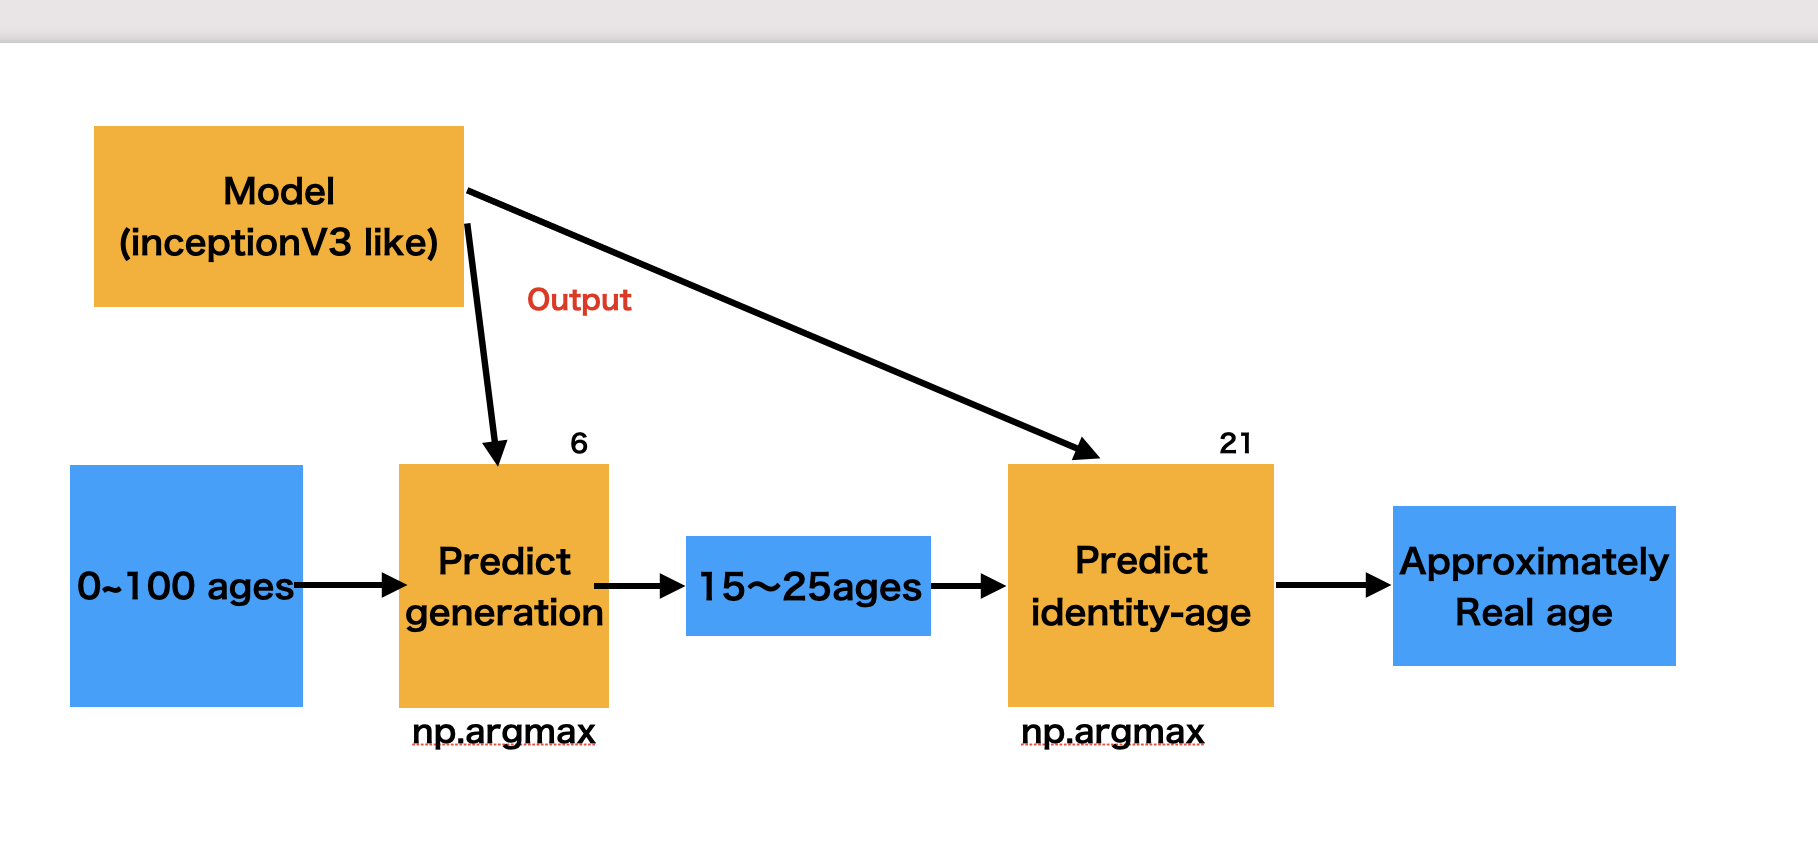 Model
(inceptionV3 like)
Output
6
21
0~100 ages
Predict
generation
15〜25ages
Predict
identity-age
Approximately
Real age
np.argmax
np.argmax